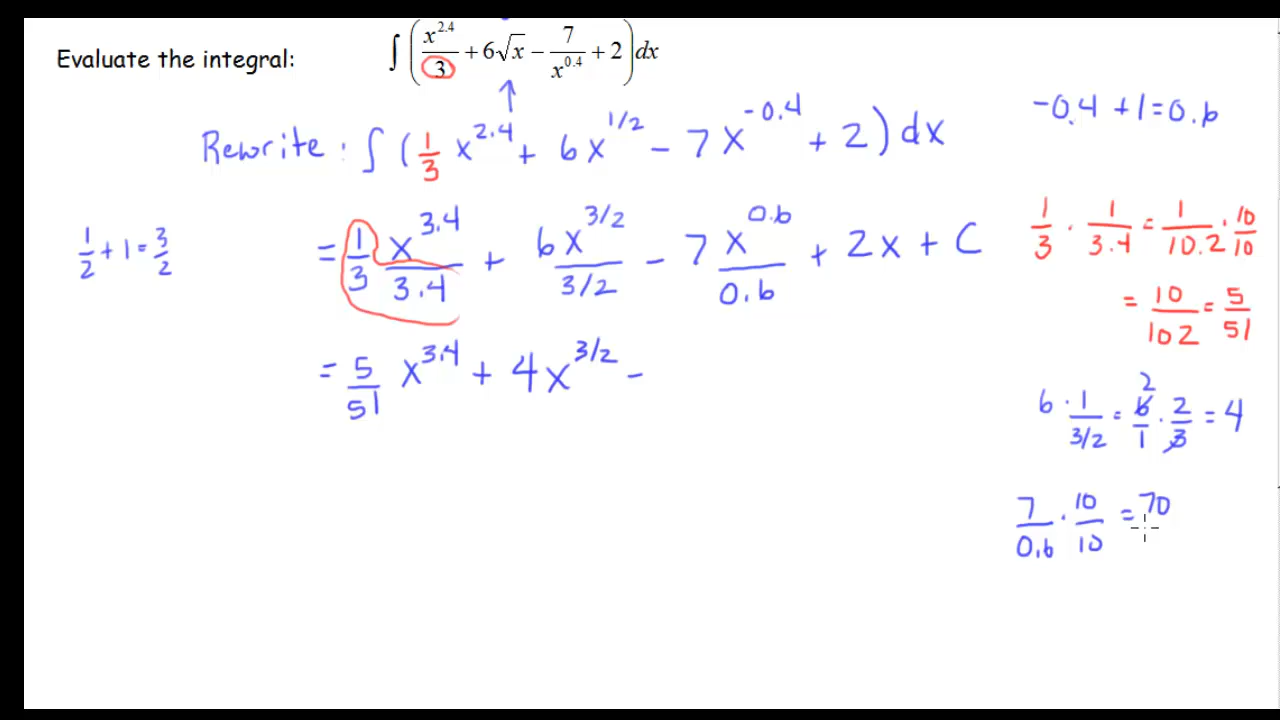 Evaluate the integral: ∫ (x^2.4/3 + 6√x − 7/x^0.4 + 2) dx
Rewrite: ∫ (1/3 x^2.4 + 6x^1/2 − 7x^-0.4 + 2) dx
-0.4 + 1 = 0.6
1/2 + 1 = 3/2
= 1/3 x^3.4/3.4 + 6x^3/2/3/2 − 7x^0.6/0.6 + 2x + C
1/3 · 1/3.4 = 1/10.2 · 10/10
= 10/102 = 5/51
= 5/51 x^3.4 + 4x^3/2 −
6 · 1/3/2 = 6/1 · 2/3 = 4
2
7/0.6 · 10/10 = 70